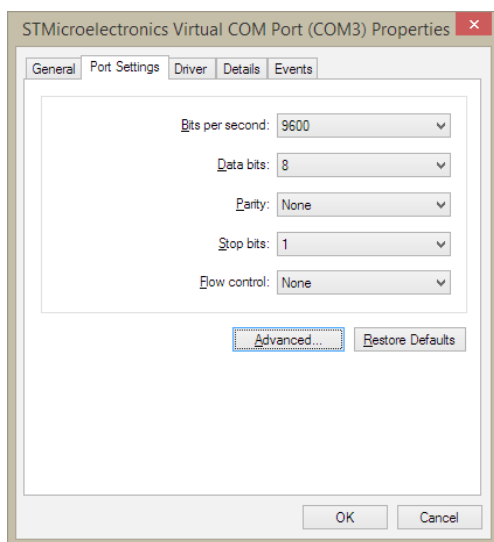 STMicroelectronics Virtual COM Port (COM3) Properties
General Port Settings Driver Details Events
Bits per second: 9600
Data bits: 8
Parity: None
Stop bits: 1
Flow control: None
Advanced... Restore Defaults
OK Cancel